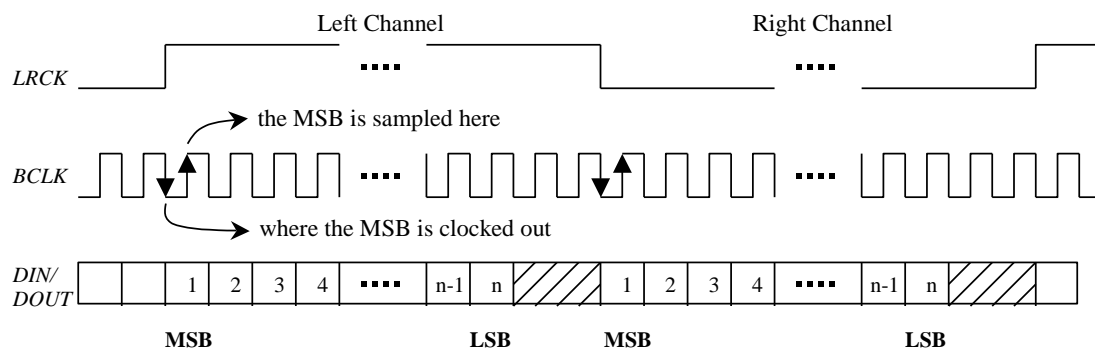 Left Channel Right Channel
LRCK
the MSB is sampled here
BCLK
where the MSB is clocked out
DIN/
DOUT
1 2 3 4 n-1 n 1 2 3 4 n-1 n
MSB LSB MSB LSB